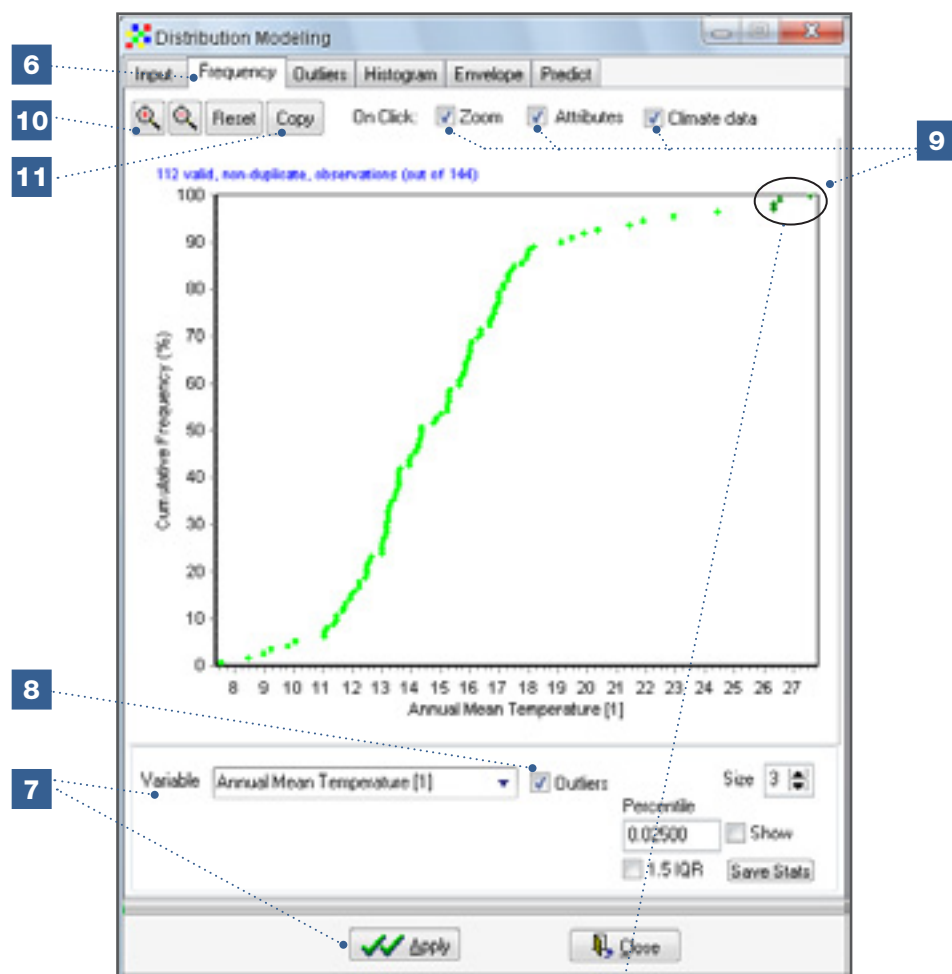 Distribution Modeling
6
Input Frequency Outliers Histogram Envelope Predict
10
Reset Copy On Click: Zoom Attributes Climate data
9
11
112 valid, non-duplicate, observations (out of 144)
100
90
80
70
60
50
40
30
20
10
0
Cumulative Frequency (%)
8 9 10 11 12 13 14 15 16 17 18 19 20 21 22 23 24 25 26 27
Annual Mean Temperature [1]
8
7
Variable Annual Mean Temperature [1] Outliers Size 3
Percentile
0.02500 Show
1.5 IQR Save Stats
Apply Close